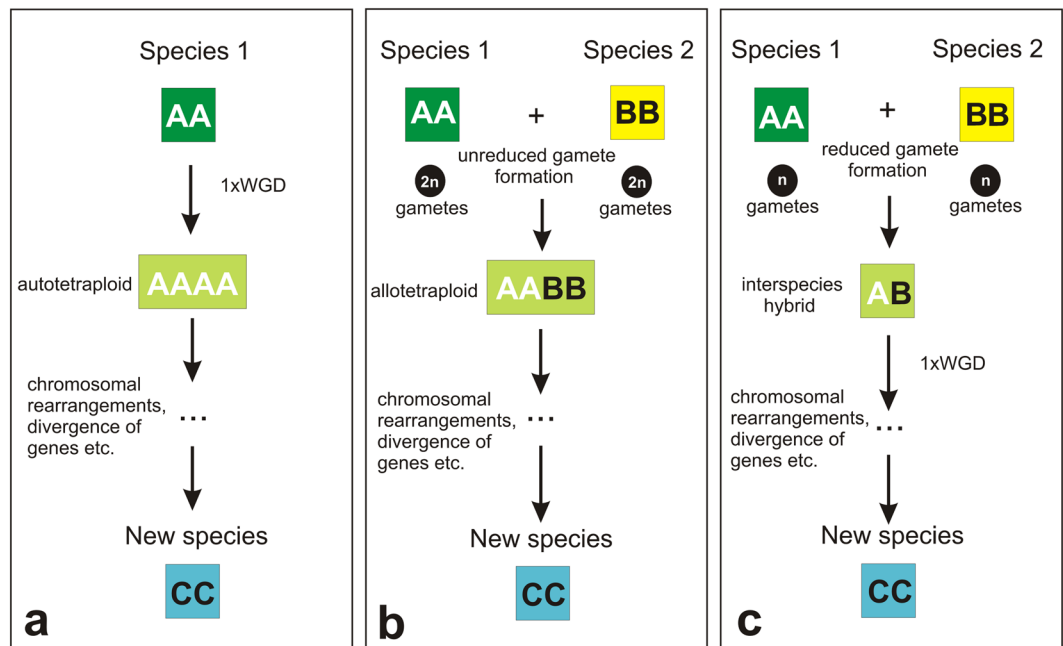 Species 1
AA
1xWGD
autotetraploid
AAAA
chromosomal
rearrangements,
divergence of
genes etc.
...
New species
CC
a
Species 1
Species 2
AA
+
BB
unreduced gamete
formation
2n
2n
gametes
gametes
allotetraploid
AABB
chromosomal
rearrangements,
divergence of
genes etc.
...
New species
CC
b
Species 1
Species 2
AA
+
BB
reduced gamete
formation
n
n
gametes
gametes
interspecies
hybrid
AB
1xWGD
chromosomal
rearrangements,
divergence of
genes etc.
...
New species
CC
c